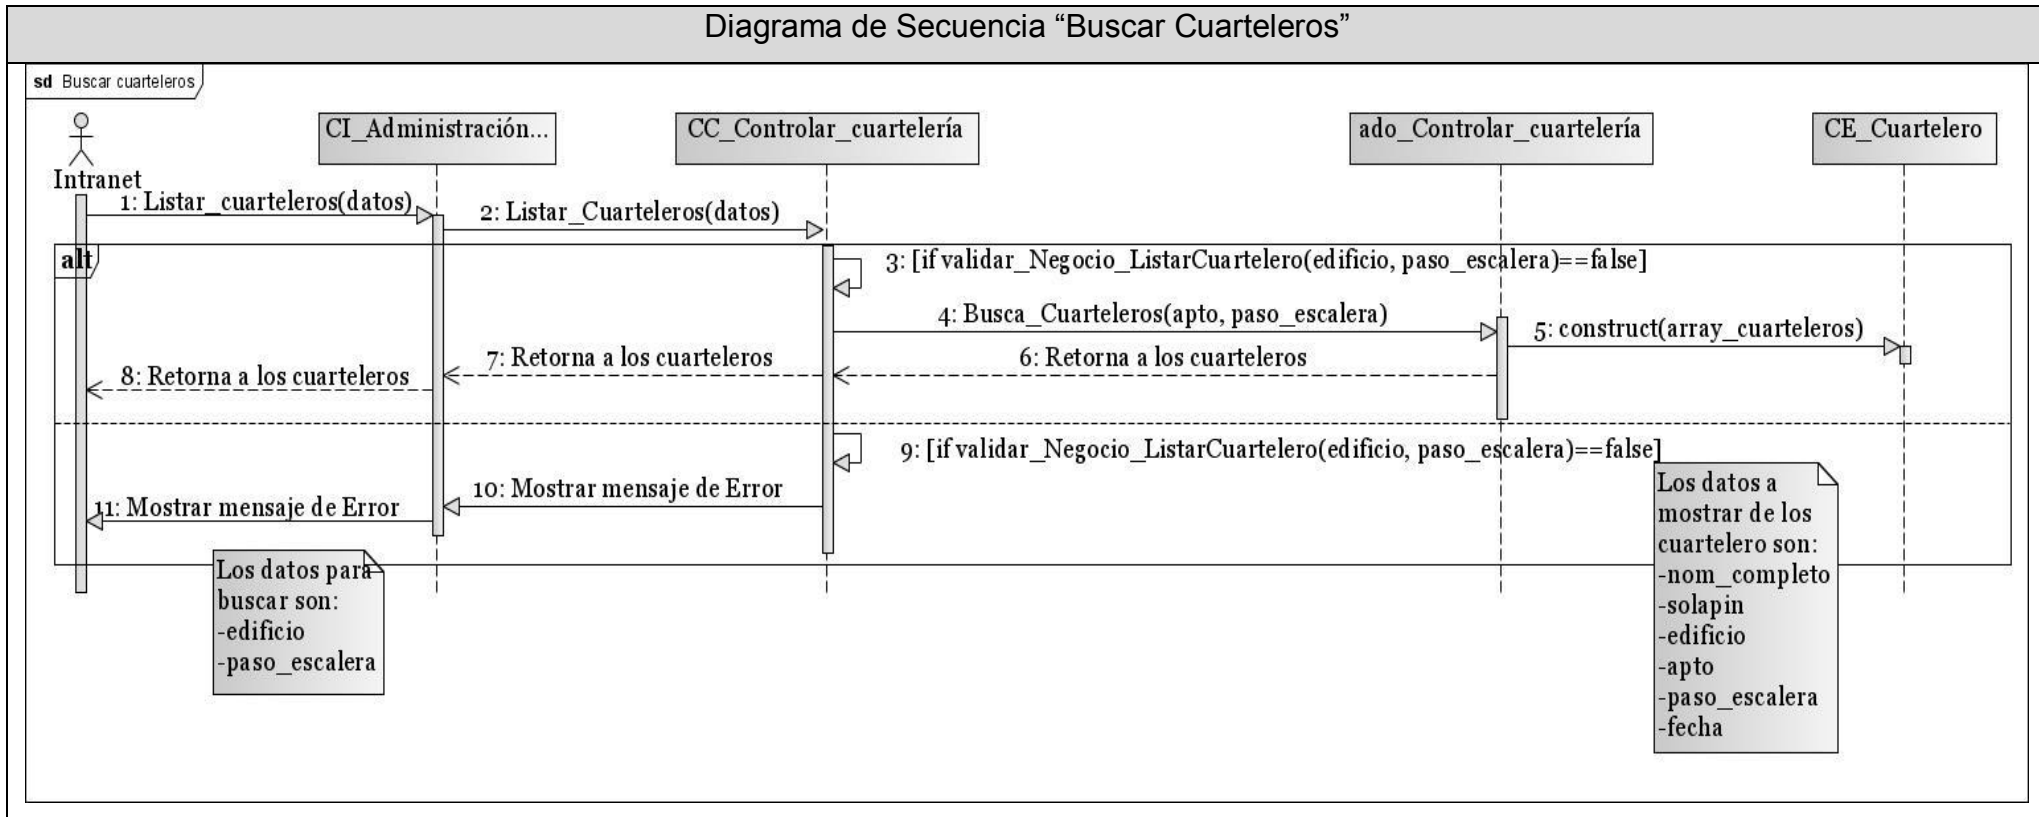 Diagrama de Secuencia “Buscar Cuarteleros”
sd Buscar cuarteleros
Intranet
CI_Administración...
CC_Controlar_cuartelería
ado_Controlar_cuartelería
CE_Cuartelero
1: Listar_cuarteleros(datos)
2: Listar_Cuarteleros(datos)
alt
3: [if validar_Negocio_ListarCuartelero(edificio, paso_escalera)==false]
4: Busca_Cuarteleros(apto, paso_escalera)
5: construct(array_cuarteleros)
6: Retorna a los cuarteleros
7: Retorna a los cuarteleros
8: Retorna a los cuarteleros
9: [if validar_Negocio_ListarCuartelero(edificio, paso_escalera)==false]
10: Mostrar mensaje de Error
11: Mostrar mensaje de Error
Los datos para
buscar son:
-edificio
-paso_escalera
Los datos a
mostrar de los
cuartelero son:
-nom_completo
-solapin
-edificio
-apto
-paso_escalera
-fecha